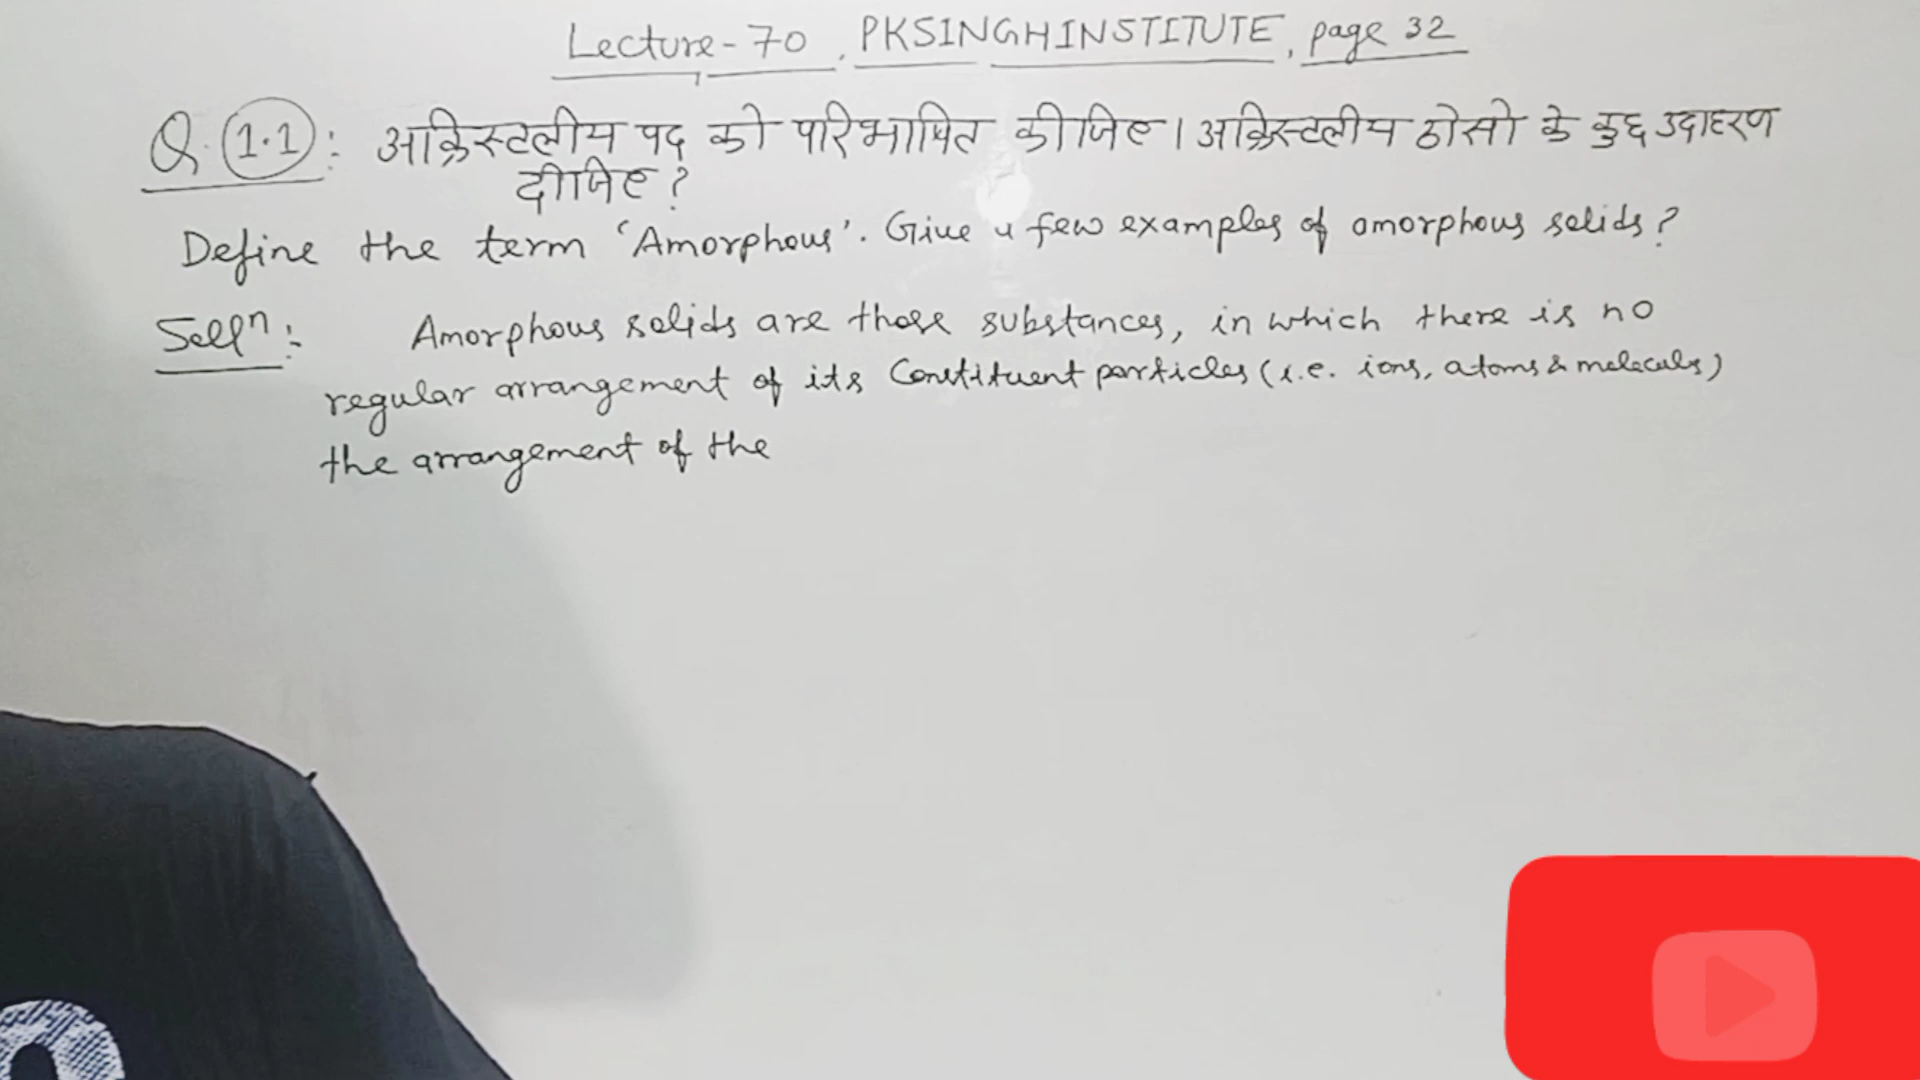 Lecture-70, PKSINGHINSTITUTE, page 32
Q.(1.1): अक्रिस्टलीय पद को परिभाषित कीजिए। अक्रिस्टलीय ठोसो के कुछ उदाहरण
दीजिए?
Define the term 'Amorphous'. Give a few examples of amorphous solids?
Solⁿ:- Amorphous solids are those substances, in which there is no
regular arrangement of its Constituent particles (i.e. ions, atoms & molecules)
the arrangement of the